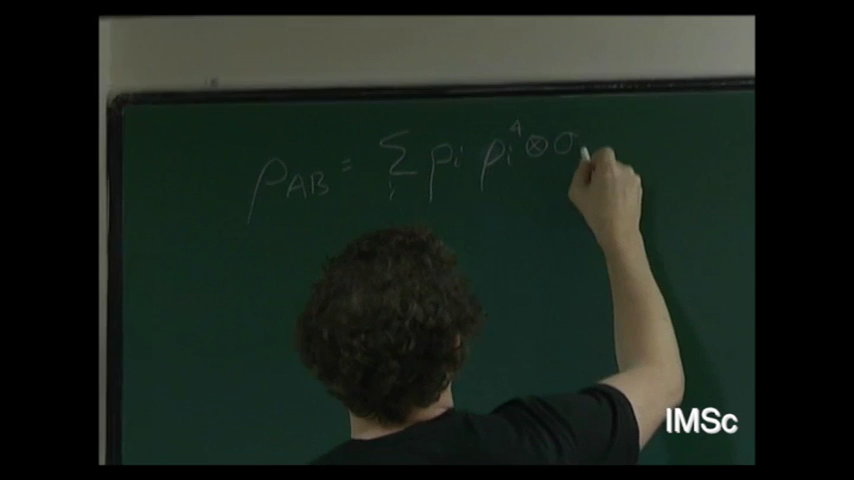 ρ_AB = Σ_i p_i ρ_i^A ⊗ σ
IMSc